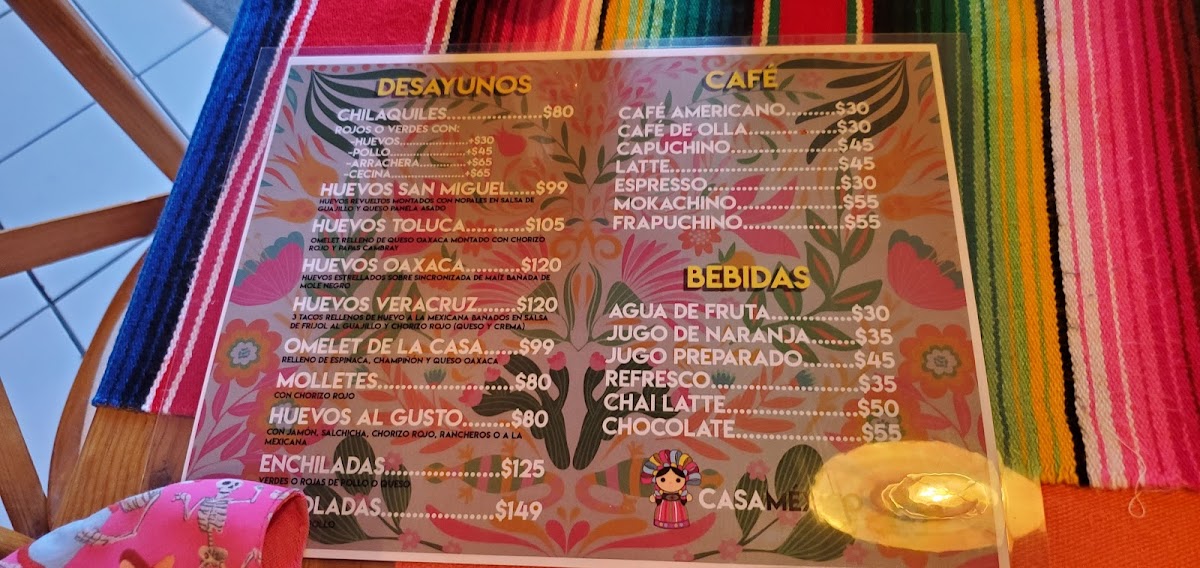 DESAYUNOS
CHILAQUILES....................$80
ROJOS O VERDES CON:
-HUEVOS....................+$30
-POLLO......................+$45
-ARRACHERA.............+$65
-CECINA....................+$65
HUEVOS SAN MIGUEL......$99
HUEVOS REVUELTOS MONTADOS CON NOPALES EN SALSA DE
GUAJILLO Y QUESO PANELA ASADO
HUEVOS TOLUCA...........$105
OMELET RELLENO DE QUESO OAXACA MONTADO CON CHORIZO
ROJO Y PAPAS CAMBRAY
HUEVOS OAXACA..........$120
HUEVOS ESTRELLADOS SOBRE SINCRONIZADA DE MAÍZ BAÑADA DE
MOLE NEGRO
HUEVOS VERACRUZ.......$120
3 TACOS RELLENOS DE HUEVO A LA MEXICANA BAÑADOS EN SALSA
DE FRIJOL AL GUAJILLO Y CHORIZO ROJO (QUESO Y CREMA)
OMELET DE LA CASA......$99
RELLENO DE ESPINACA, CHAMPIÑON Y QUESO OAXACA
MOLLETES......................$80
CON CHORIZO ROJO
HUEVOS AL GUSTO........$80
CON JAMÓN, SALCHICHA, CHORIZO ROJO, RANCHEROS O A LA
MEXICANA
ENCHILADAS..................$125
VERDES O ROJAS DE POLLO O QUESO
OLADAS....................$149
OLLO
CAFÉ
CAFÉ AMERICANO..........$30
CAFÉ DE OLLA...............$30
CAPUCHINO..................$45
LATTE...........................$45
ESPRESSO.....................$30
MOKACHINO.................$55
FRAPUCHINO.................$55
BEBIDAS
AGUA DE FRUTA.............$30
JUGO DE NARANJA........$35
JUGO PREPARADO.........$45
REFRESCO.....................$35
CHAI LATTE...................$50
CHOCOLATE..................$55
CASA